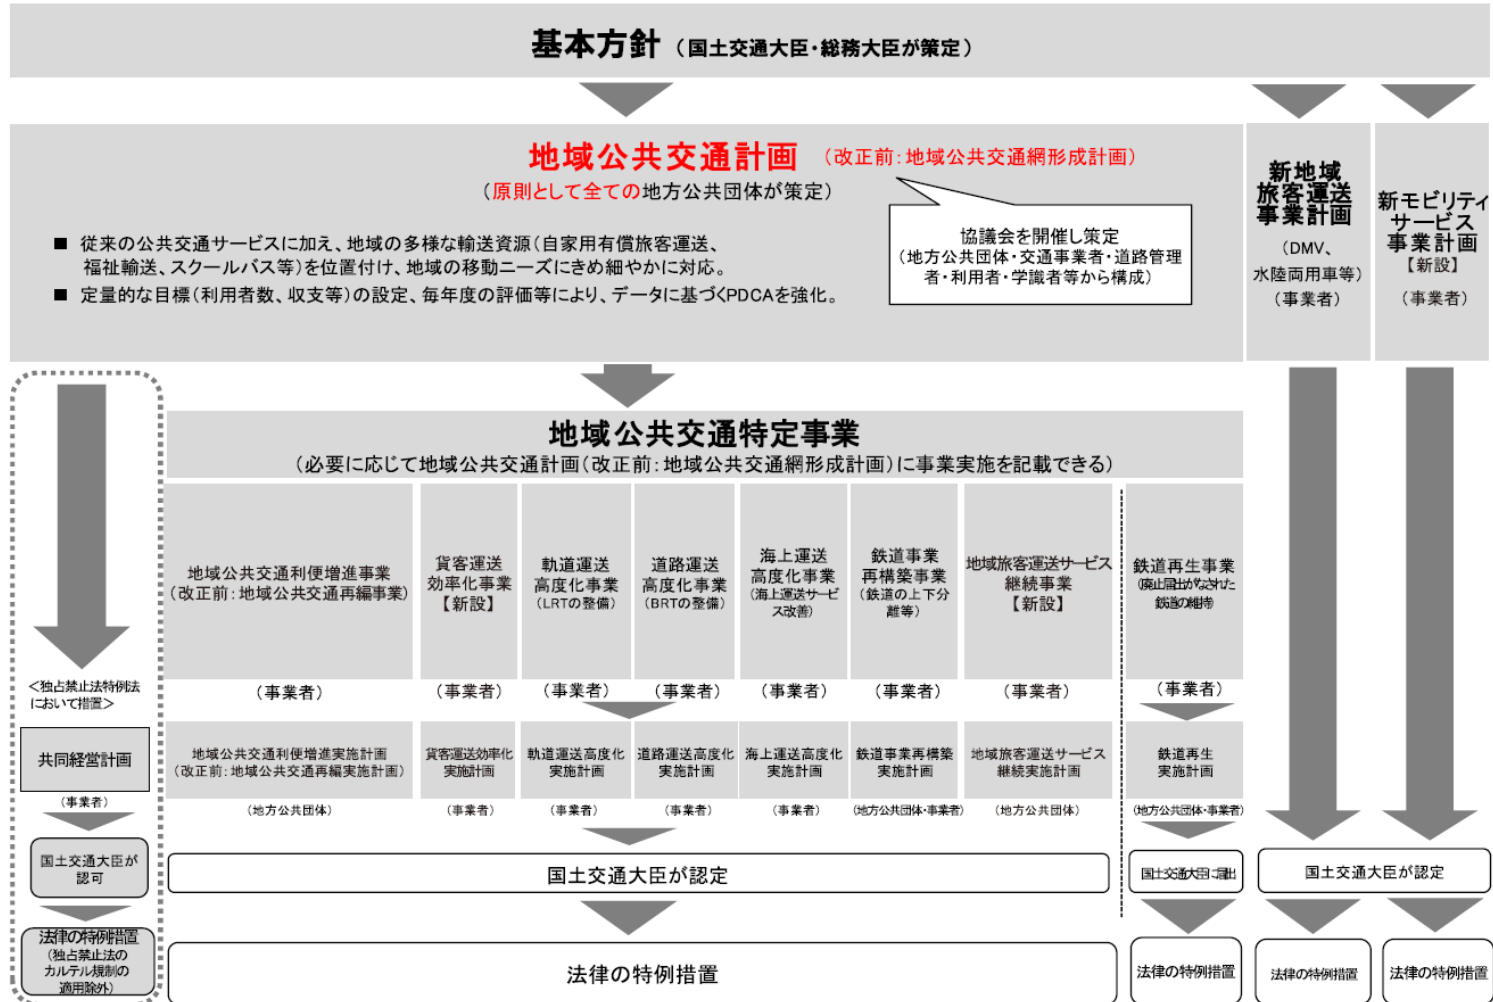 基本方針（国土交通大臣・総務大臣が策定）
地域公共交通計画（改正前：地域公共交通網形成計画）
（原則として全ての地方公共団体が策定）
■ 従来の公共交通サービスに加え、地域の多様な輸送資源（自家用有償旅客運送、
福祉輸送、スクールバス等）を位置付け、地域の移動ニーズにきめ細やかに対応。
■ 定量的な目標（利用者数、収支等）の設定、毎年度の評価等により、データに基づくPDCAを強化。
協議会を開催し策定
（地方公共団体・交通事業者・道路管理
者・利用者・学識者等から構成）
新地域
旅客運送
事業計画
（DMV、
水陸両用車等）
（事業者）
新モビリティ
サービス
事業計画
【新設】
（事業者）
地域公共交通特定事業
（必要に応じて地域公共交通計画（改正前：地域公共交通網形成計画）に事業実施を記載できる）
地域公共交通利便増進事業
（改正前：地域公共交通再編事業）
（事業者）
貨客運送
効率化事業
【新設】
（事業者）
軌道運送
高度化事業
（LRTの整備）
（事業者）
道路運送
高度化事業
（BRTの整備）
（事業者）
海上運送
高度化事業
（海上運送サービ
ス改善）
（事業者）
鉄道事業
再構築事業
（鉄道の上下分
離等）
（事業者）
地域旅客運送サービス
継続事業
【新設】
（事業者）
鉄道再生事業
（廃止届出がなされた
鉄道の維持）
（事業者）
＜独占禁止法特例法
において措置＞
共同経営計画
（事業者）
国土交通大臣が
認可
法律の特例措置
（独占禁止法の
カルテル規制の
適用除外）
地域公共交通利便増進実施計画
（改正前：地域公共交通再編実施計画）
（地方公共団体）
貨客運送効率化
実施計画
（事業者）
軌道運送高度化
実施計画
（事業者）
道路運送高度化
実施計画
（事業者）
海上運送高度化
実施計画
（事業者）
鉄道事業再構築
実施計画
（地方公共団体・事業者）
地域旅客運送サービス
継続実施計画
（地方公共団体）
鉄道再生
実施計画
（地方公共団体・事業者）
国土交通大臣が認定
国土交通大臣に届出
国土交通大臣が認定
法律の特例措置
法律の特例措置
法律の特例措置
法律の特例措置